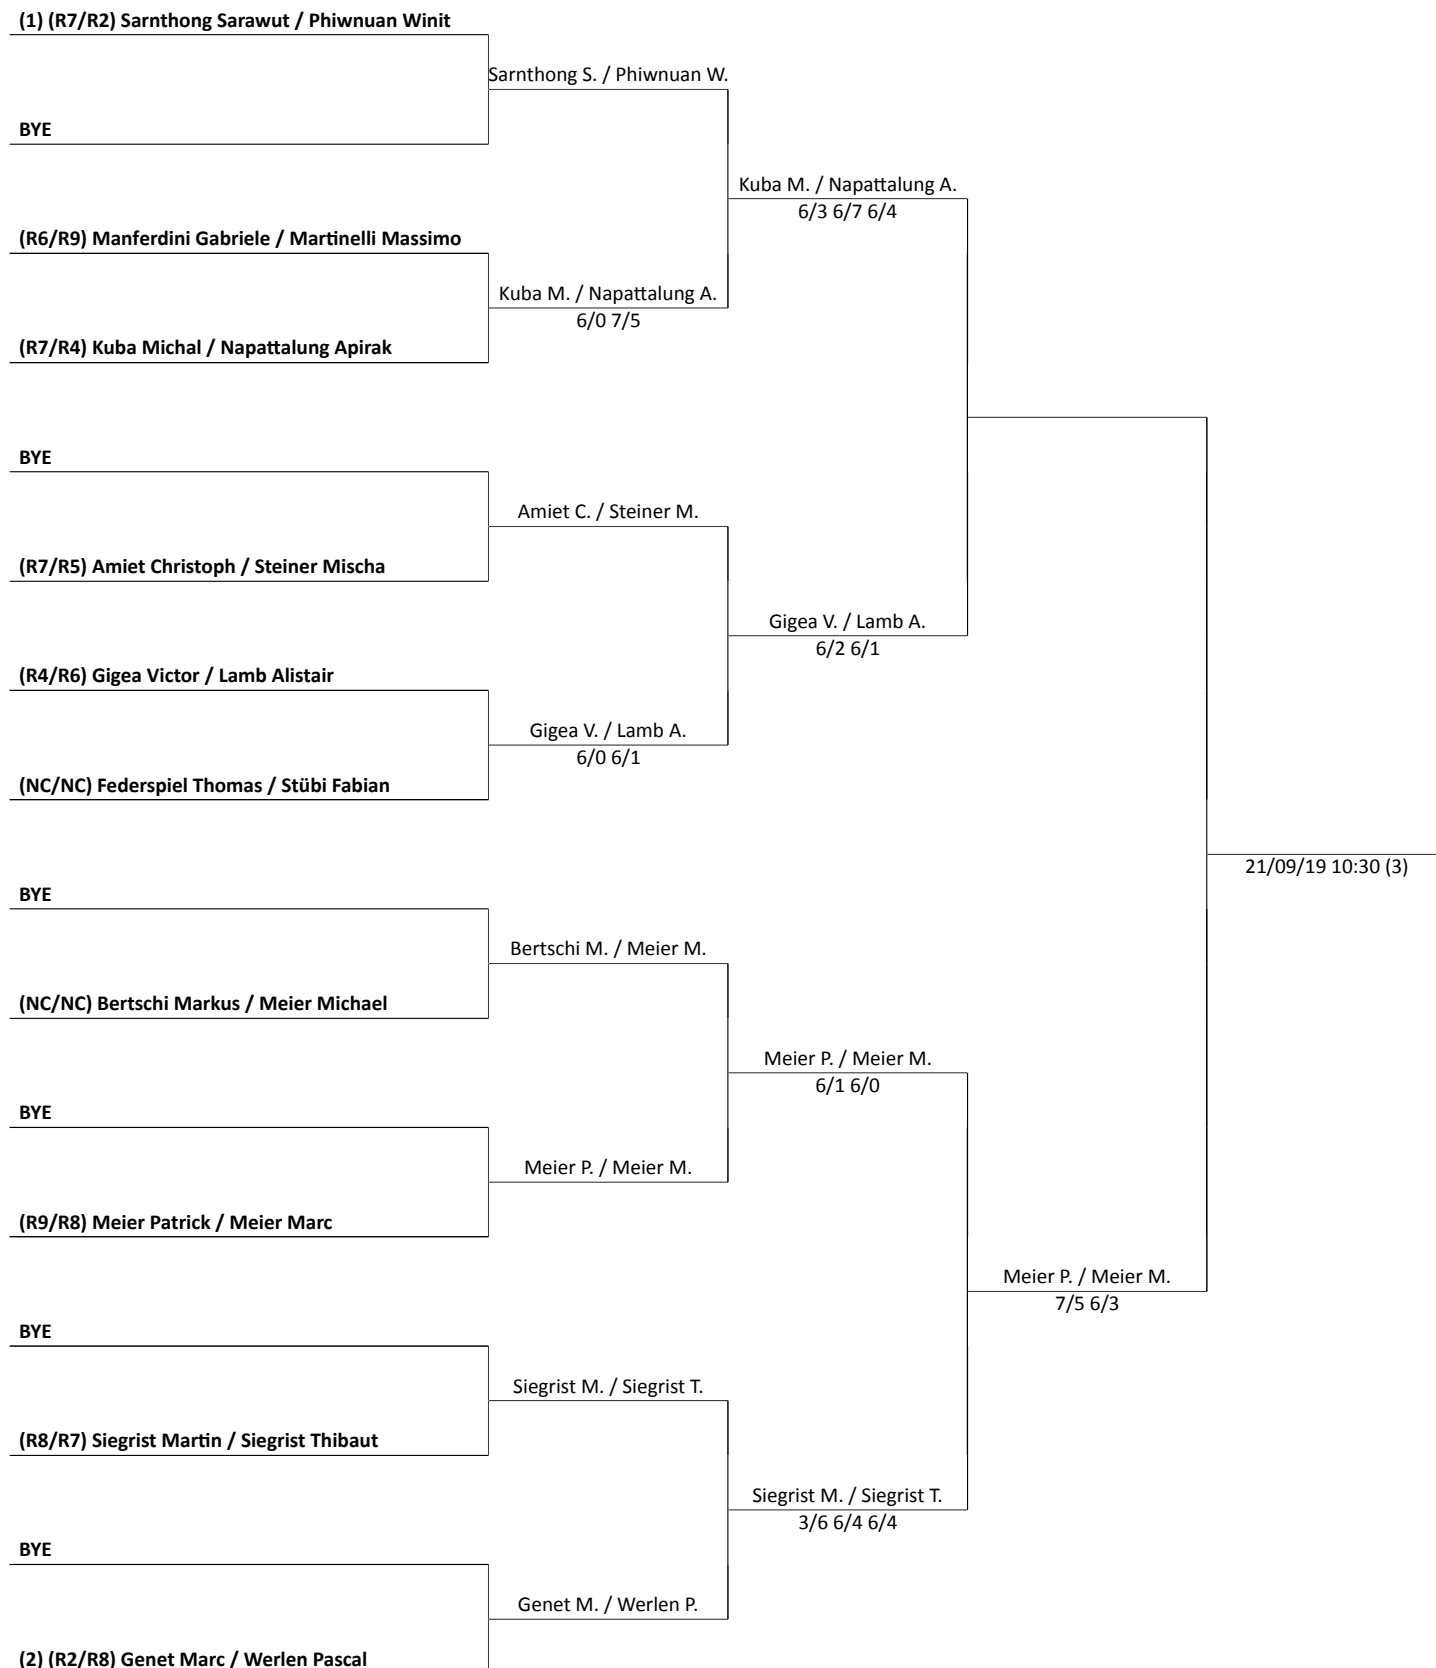 (1) (R7/R2) Sarnthong Sarawut / Phiwnuan Winit
Sarnthong S. / Phiwnuan W.
BYE
Kuba M. / Napattalung A.
6/3 6/7 6/4
(R6/R9) Manferdini Gabriele / Martinelli Massimo
Kuba M. / Napattalung A.
6/0 7/5
(R7/R4) Kuba Michal / Napattalung Apirak
BYE
Amiet C. / Steiner M.
(R7/R5) Amiet Christoph / Steiner Mischa
Gigea V. / Lamb A.
6/2 6/1
(R4/R6) Gigea Victor / Lamb Alistair
Gigea V. / Lamb A.
6/0 6/1
(NC/NC) Federspiel Thomas / Stübi Fabian
21/09/19 10:30 (3)
BYE
Bertschi M. / Meier M.
(NC/NC) Bertschi Markus / Meier Michael
Meier P. / Meier M.
6/1 6/0
BYE
Meier P. / Meier M.
(R9/R8) Meier Patrick / Meier Marc
Meier P. / Meier M.
7/5 6/3
BYE
Siegrist M. / Siegrist T.
(R8/R7) Siegrist Martin / Siegrist Thibaut
Siegrist M. / Siegrist T.
3/6 6/4 6/4
BYE
Genet M. / Werlen P.
(2) (R2/R8) Genet Marc / Werlen Pascal